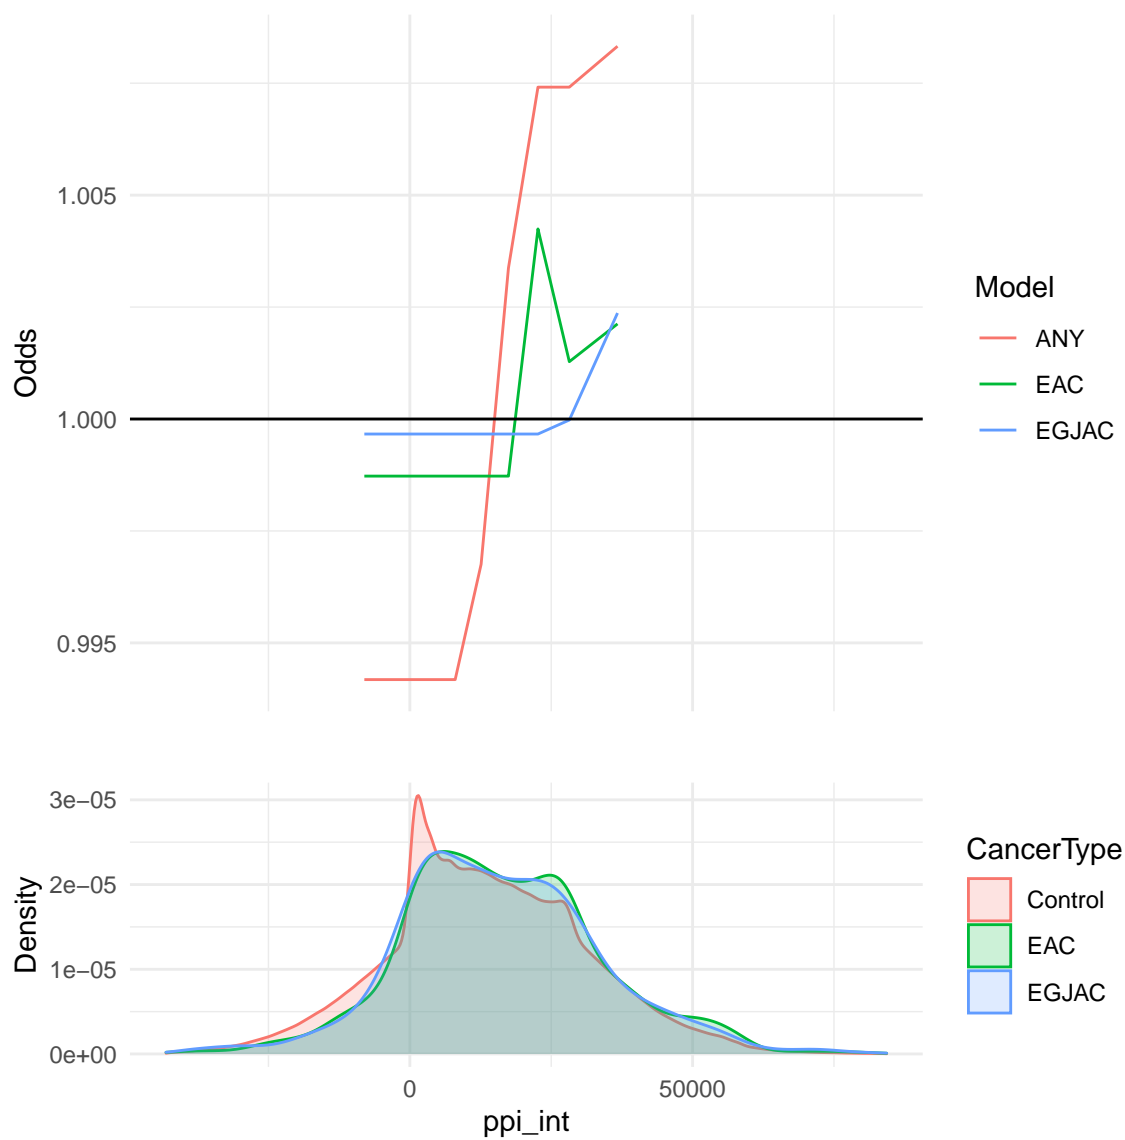 Odds
1.005
1.000
0.995
Model
ANY
EAC
EGJAC
Density
3e−05
2e−05
1e−05
0e+00
0
50000
ppi_int
CancerType
Control
EAC
EGJAC